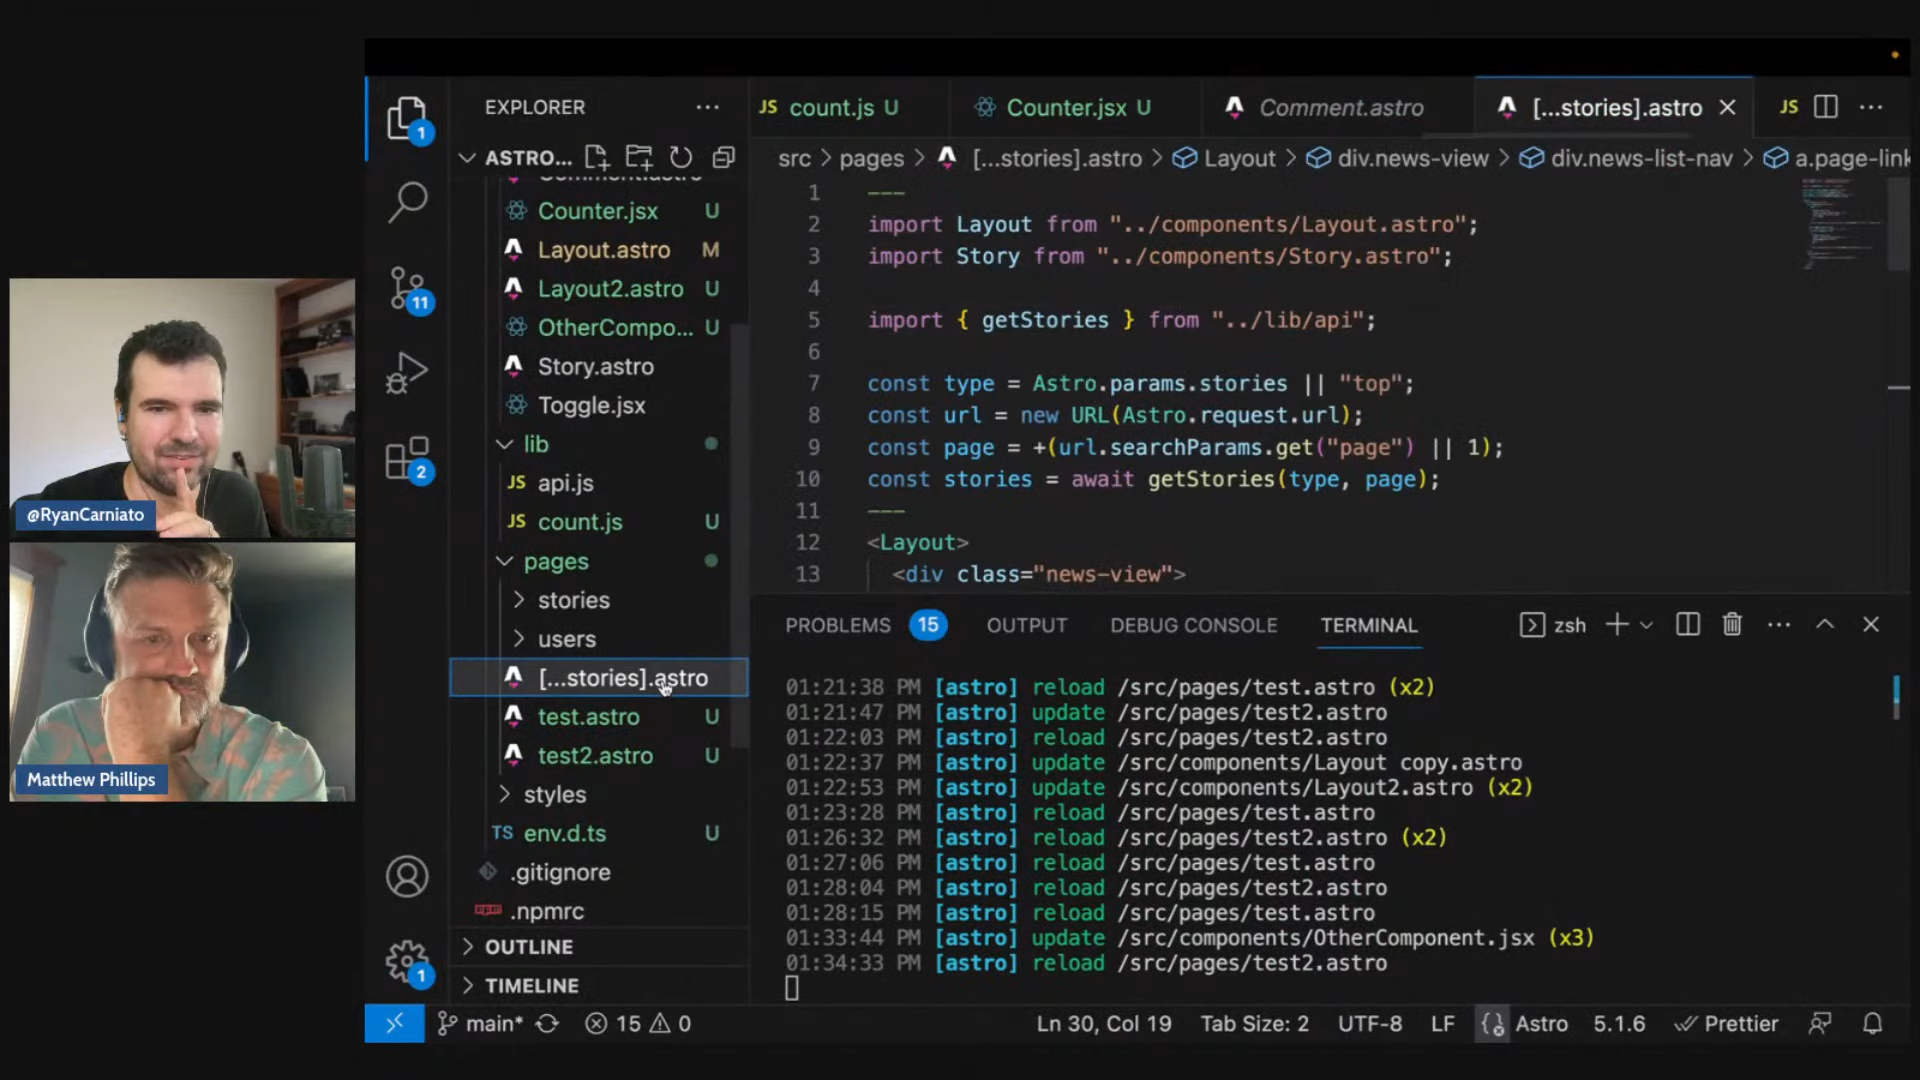 EXPLORER
ASTRO...
Comment.astro
Counter.jsx U
Layout.astro M
Layout2.astro U
OtherCompo... U
Story.astro
Toggle.jsx
lib
JS api.js
JS count.js U
pages
stories
users
[...stories].astro
test.astro U
test2.astro U
styles
TS env.d.ts U
.gitignore
.npmrc
OUTLINE
TIMELINE
1
11
2
1
JS count.js U
Counter.jsx U
Comment.astro
[...stories].astro
JS
src > pages > [...stories].astro > Layout > div.news-view > div.news-list-nav > a.page-link
1 ---
2 import Layout from "../components/Layout.astro";
3 import Story from "../components/Story.astro";
4
5 import { getStories } from "../lib/api";
6
7 const type = Astro.params.stories || "top";
8 const url = new URL(Astro.request.url);
9 const page = +(url.searchParams.get("page") || 1);
10 const stories = await getStories(type, page);
11 ---
12 <Layout>
13 <div class="news-view">
PROBLEMS 15 OUTPUT DEBUG CONSOLE TERMINAL zsh
01:21:38 PM [astro] reload /src/pages/test.astro (x2)
01:21:47 PM [astro] update /src/pages/test2.astro
01:22:03 PM [astro] reload /src/pages/test2.astro
01:22:37 PM [astro] update /src/components/Layout copy.astro
01:22:53 PM [astro] update /src/components/Layout2.astro (x2)
01:23:28 PM [astro] reload /src/pages/test.astro
01:26:32 PM [astro] update /src/pages/test2.astro (x2)
01:27:06 PM [astro] reload /src/pages/test.astro
01:28:04 PM [astro] reload /src/pages/test2.astro
01:28:15 PM [astro] reload /src/pages/test.astro
01:33:44 PM [astro] update /src/components/OtherComponent.jsx (x3)
01:34:33 PM [astro] reload /src/pages/test2.astro
main* 15 0
Ln 30, Col 19 Tab Size: 2 UTF-8 LF Astro 5.1.6 Prettier
@RyanCarniato
Matthew Phillips